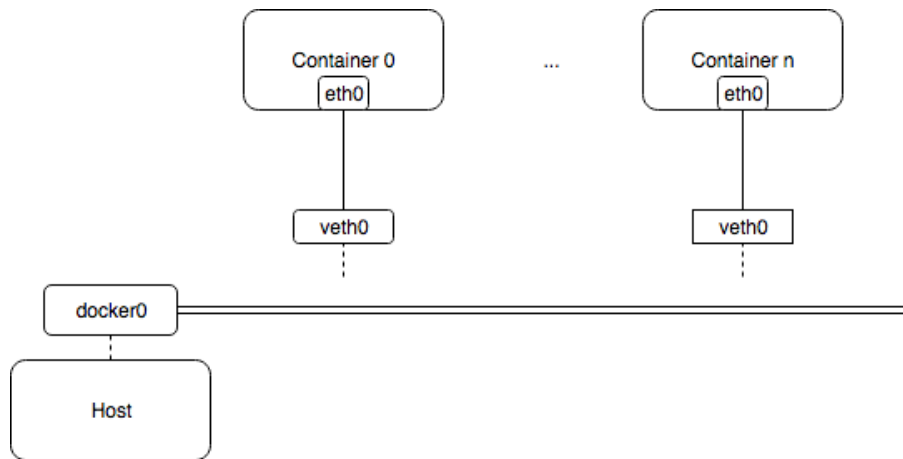 Container 0
...
Container n
eth0
eth0
veth0
veth0
docker0
Host